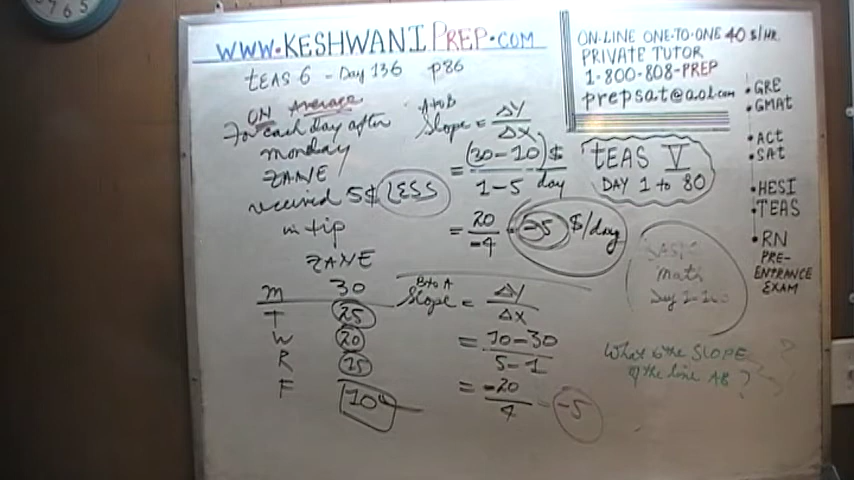 WWW.KESHWANIPREP.COM
TEAS 6 - Day 136 p86
ON Average
For each day after
monday
ZANE
received 5$ LESS
in tip
ZANE
M 30
T 25
W 20
R 15
F 10
A to B
Slope = ΔY
ΔX
= (30-10)$
1-5 day
= 20
-4
= -5 $/day
B to A
Slope = ΔY
ΔX
= 10-30
5-1
= -20
4
= -5
ON-LINE ONE-TO-ONE 40 $/HR
PRIVATE TUTOR
1-800-808-PREP
prepsat@aol.com
TEAS V
DAY 1 to 80
BASIC
math
What is the SLOPE
of the line AB ?
• GRE
• GMAT
• ACT
• SAT
• HESI
• TEAS
• RN
PRE-
ENTRANCE
EXAM
9 6 5